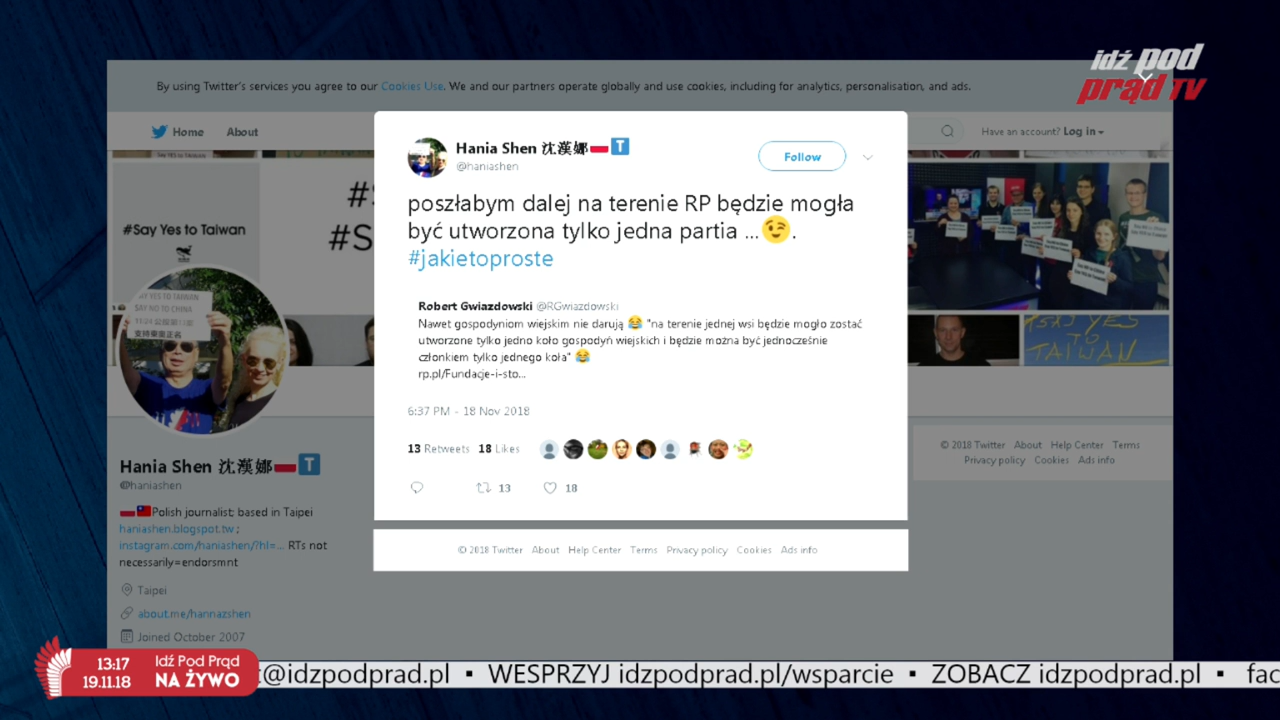 idź pod
prąd TV
By using Twitter's services you agree to our Cookies Use. We and our partners operate globally and use cookies, including for analytics, personalisation, and ads.
Home About
Have an account? Log in
Hania Shen 沈漢娜 T
@haniashen
Follow
poszłabym dalej na terenie RP będzie mogła
być utworzona tylko jedna partia ...😉.
#jakietoproste
Robert Gwiazdowski @RGwiazdowski
Nawet gospodyniom wiejskim nie darują 😂 "na terenie jednej wsi będzie mogło zostać
utworzone tylko jedno koło gospodyń wiejskich i będzie można być jednocześnie
członkiem tylko jednego koła" 😂
rp.pl/Fundacje-i-sto...
6:37 PM - 18 Nov 2018
13 Retweets 18 Likes
13 18
© 2018 Twitter About Help Center Terms Privacy policy Cookies Ads info
#Say Yes to Taiwan
#S
#S
SAY YES TO TAIWAN
SAY NO TO CHINA
YES
TO
TAIWAN
Hania Shen 沈漢娜 T
@haniashen
Polish journalist; based in Taipei
haniashen.blogspot.tw ;
instagram.com/haniashen/?hl=... RTs not
necessarily=endorsmnt
Taipei
about.me/hannazshen
Joined October 2007
© 2018 Twitter About Help Center Terms
Privacy policy Cookies Ads info
13:17
19.11.18
Idź Pod Prąd
NA ŻYWO
t@idzpodprad.pl ▪ WESPRZYJ idzpodprad.pl/wsparcie ▪ ZOBACZ idzpodprad.pl ▪ fac